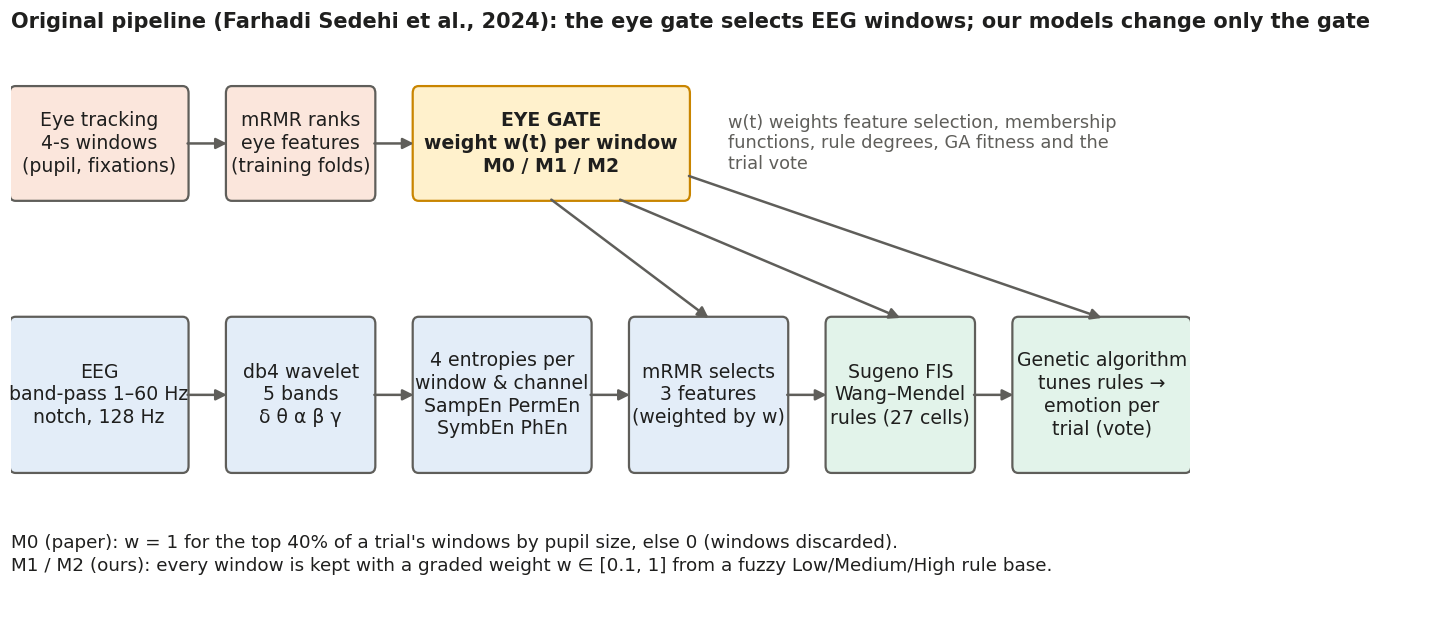 Original pipeline (Farhadi Sedehi et al., 2024): the eye gate selects EEG windows; our models change only the gate
Eye tracking
4-s windows
(pupil, fixations)
mRMR ranks
eye features
(training folds)
EYE GATE
weight w(t) per window
M0 / M1 / M2
w(t) weights feature selection, membership
functions, rule degrees, GA fitness and the
trial vote
EEG
band-pass 1–60 Hz
notch, 128 Hz
db4 wavelet
5 bands
δ θ α β γ
4 entropies per
window & channel
SampEn PermEn
SymbEn PhEn
mRMR selects
3 features
(weighted by w)
Sugeno FIS
Wang–Mendel
rules (27 cells)
Genetic algorithm
tunes rules →
emotion per
trial (vote)
M0 (paper): w = 1 for the top 40% of a trial's windows by pupil size, else 0 (windows discarded).
M1 / M2 (ours): every window is kept with a graded weight w ∈ [0.1, 1] from a fuzzy Low/Medium/High rule base.